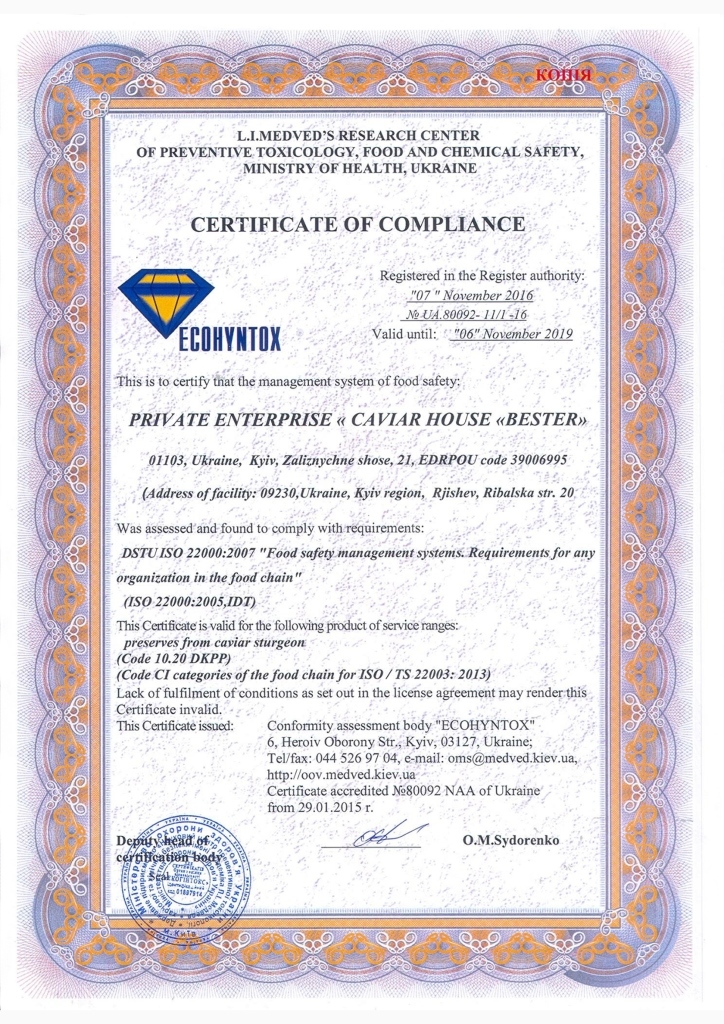 КОПІЯ
L.I.MEDVED'S RESEARCH CENTER
OF PREVENTIVE TOXICOLOGY, FOOD AND CHEMICAL SAFETY,
MINISTRY OF HEALTH, UKRAINE
CERTIFICATE OF COMPLIANCE
ECOHYNTOX
Registered in the Register authority:
"07 " November 2016
№ UA.80092- 11/1 -16
Valid until: "06" November 2019
This is to certify that the management system of food safety:
PRIVATE ENTERPRISE « CAVIAR HOUSE «BESTER»
01103, Ukraine, Kyiv, Zaliznychne shose, 21, EDRPOU code 39006995
(Address of facility: 09230,Ukraine, Kyiv region, Rjishev, Ribalska str. 20
Was assessed and found to comply with requirements:
DSTU ISO 22000:2007 "Food safety management systems. Requirements for any
organization in the food chain"
(ISO 22000:2005,IDT)
This Certificate is valid for the following product of service ranges:
preserves from caviar sturgeon
(Code 10.20 DKPP)
(Code CI categories of the food chain for ISO / TS 22003: 2013)
Lack of fulfilment of conditions as set out in the license agreement may render this
Certificate invalid.
This Certificate issued: Conformity assessment body "ECOHYNTOX"
6, Heroiv Oborony Str., Kyiv, 03127, Ukraine;
Tel/fax: 044 526 97 04, e-mail: oms@medved.kiev.ua,
http://oov.medved.kiev.ua
Certificate accredited №80092 NAA of Ukraine
from 29.01.2015 r.
Deputy head of
certification body
O.M.Sydorenko
м.Київ